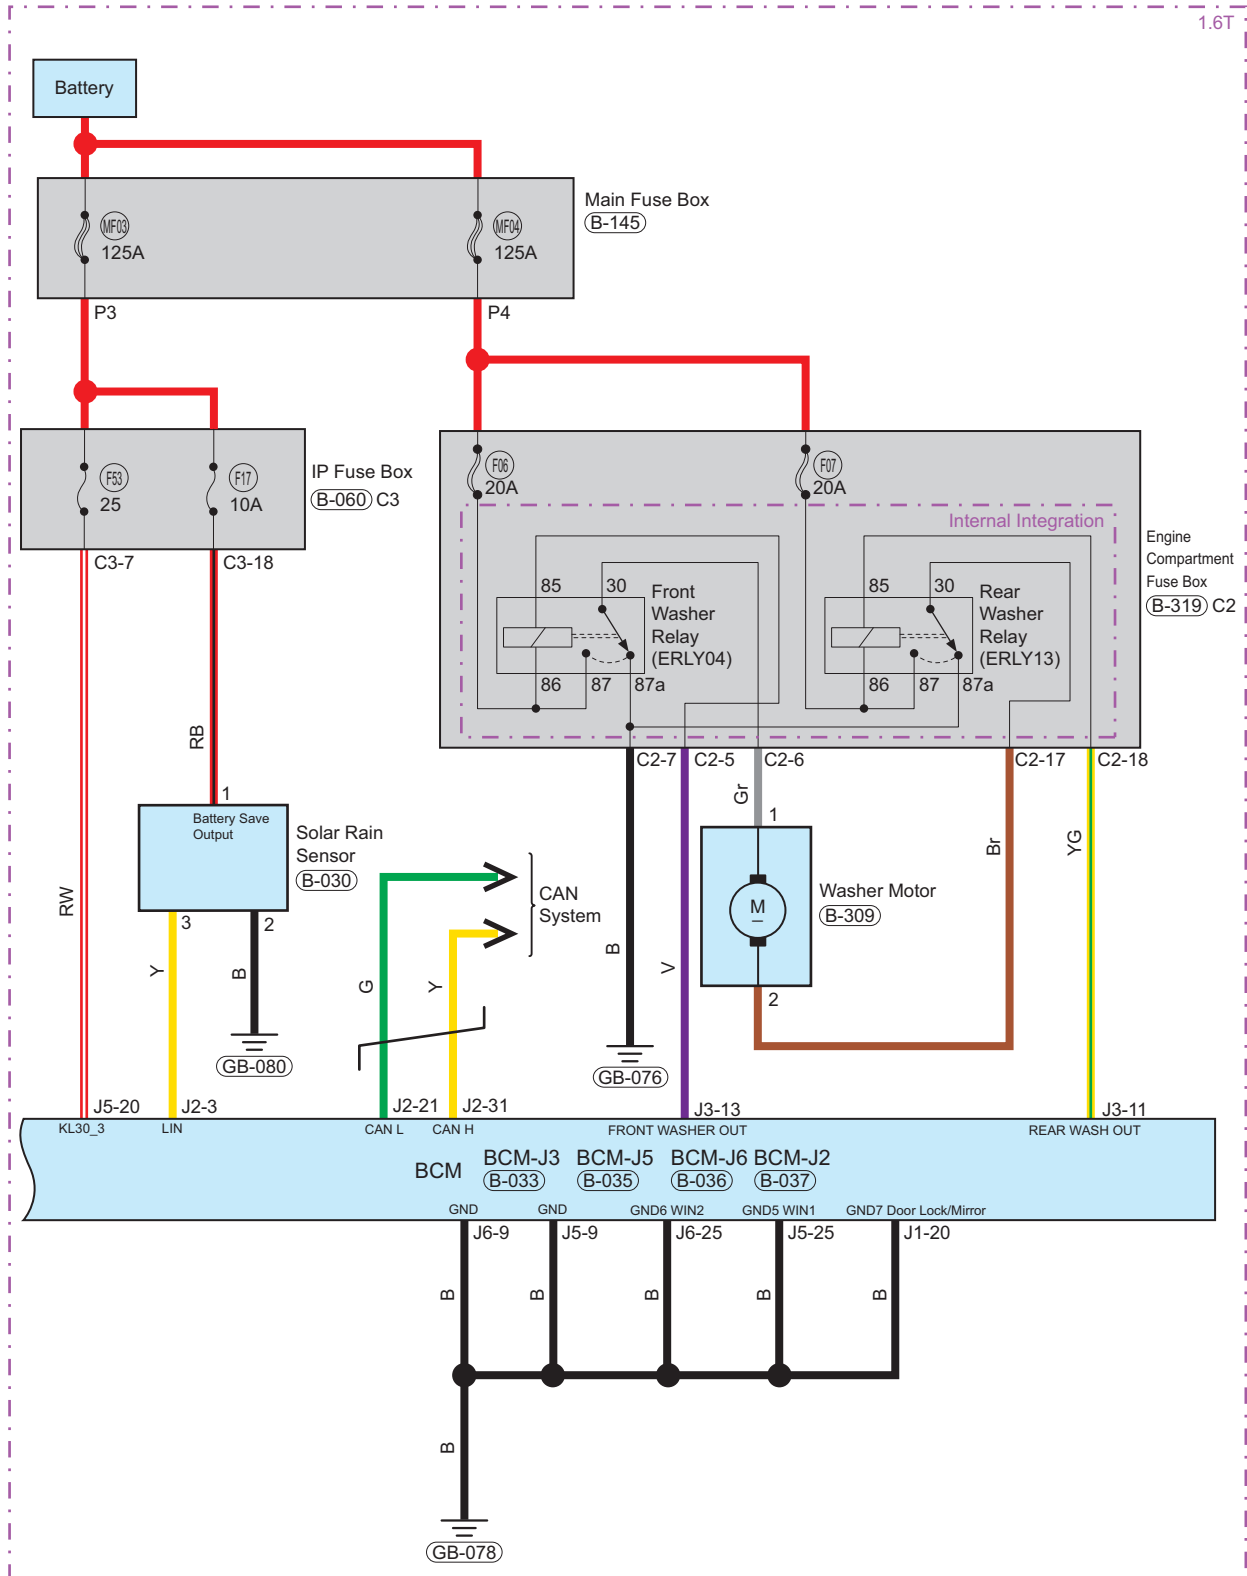 1.6T
Battery
Main Fuse Box
B-145
MF03
125A
MF04
125A
P3
P4
F53
25
F17
10A
IP Fuse Box
B-060 C3
C3-7
C3-18
F06
20A
F07
20A
Internal Integration
Engine
Compartment
Fuse Box
B-319 C2
85
30
Front
Washer
Relay
(ERLY04)
86
87
87a
85
30
Rear
Washer
Relay
(ERLY13)
86
87
87a
C2-7
C2-5
C2-6
C2-17
C2-18
RB
RW
1
Battery Save
Output
Solar Rain
Sensor
B-030
3
2
Y
B
GB-080
G
Y
CAN
System
B
GB-076
V
Gr
1
M
Washer Motor
B-309
2
Br
YG
J5-20
J2-3
J2-21
J2-31
J3-13
J3-11
KL30_3
LIN
CAN L
CAN H
FRONT WASHER OUT
REAR WASH OUT
BCM
BCM-J3
B-033
BCM-J5
B-035
BCM-J6
B-036
BCM-J2
B-037
GND
GND
GND6 WIN2
GND5 WIN1
GND7 Door Lock/Mirror
J6-9
J5-9
J6-25
J5-25
J1-20
B
B
B
B
B
B
GB-078